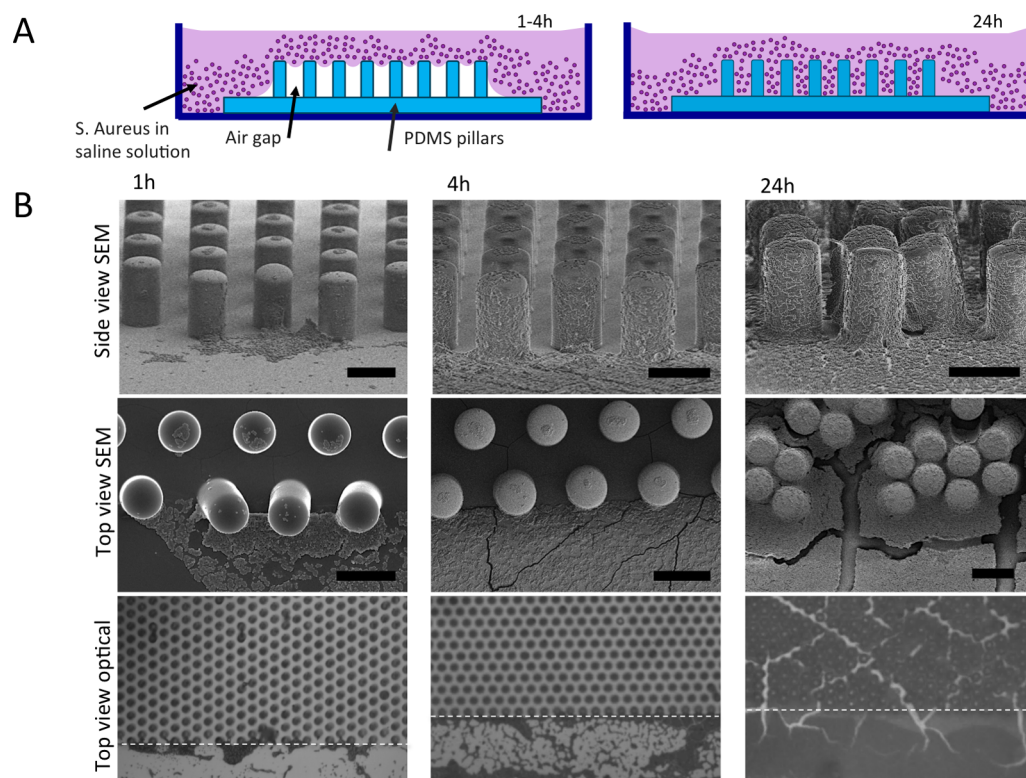 A
1-4h
24h
S. Aureus in
saline solution
Air gap
PDMS pillars
B
1h
4h
24h
Side view SEM
Top view SEM
Top view optical